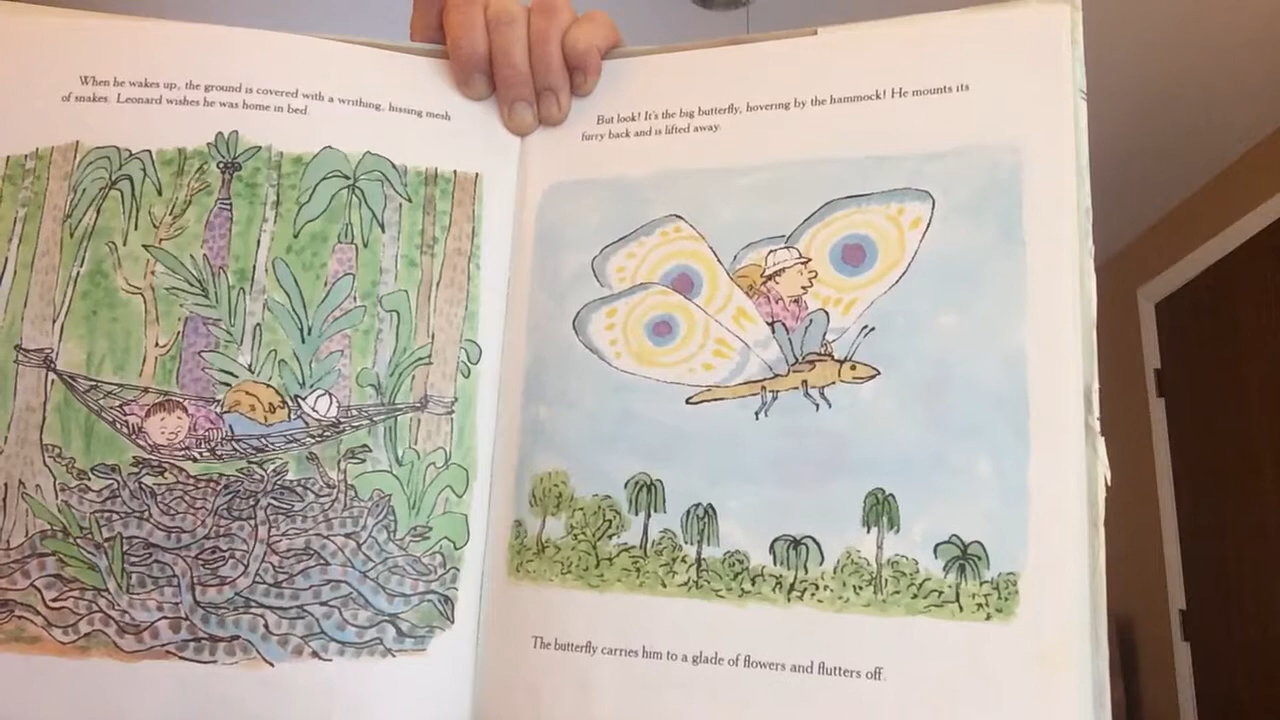 When he wakes up, the ground is covered with a writhing, hissing mesh
of snakes. Leonard wishes he was home in bed.
But look! It's the big butterfly, hovering by the hammock! He mounts its
furry back and is lifted away.
The butterfly carries him to a glade of flowers and flutters off.